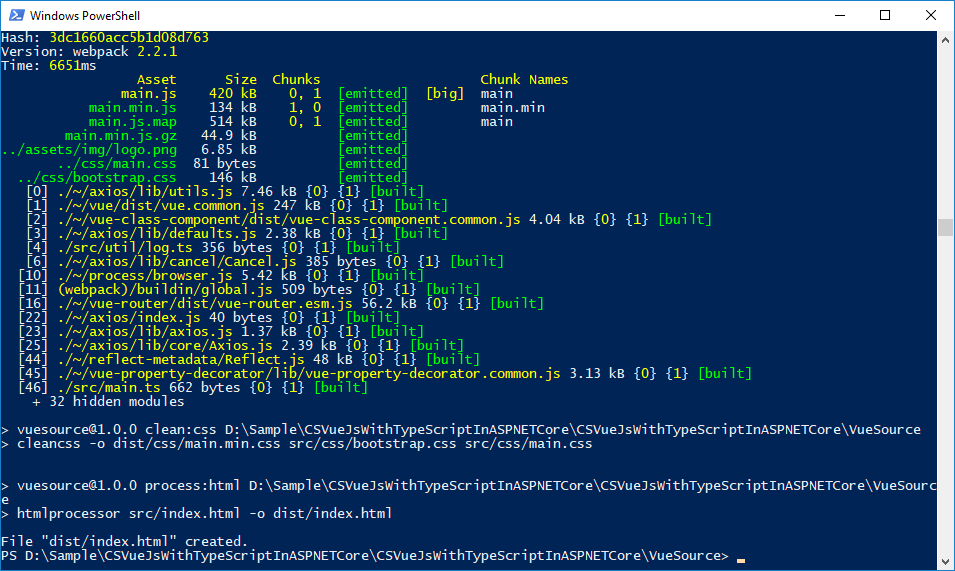 Windows PowerShell
Hash: 3dc1660acc5b1d08d763
Version: webpack 2.2.1
Time: 6651ms
Asset Size Chunks Chunk Names
main.js 420 kB 0, 1 [emitted] [big] main
main.min.js 134 kB 1, 0 [emitted] main.min
main.js.map 514 kB 0, 1 [emitted] main
main.min.js.gz 44.9 kB [emitted]
../assets/img/logo.png 6.85 kB [emitted]
../css/main.css 81 bytes [emitted]
../css/bootstrap.css 146 kB [emitted]
[0] ./~/axios/lib/utils.js 7.46 kB {0} {1} [built]
[1] ./~/vue/dist/vue.common.js 247 kB {0} {1} [built]
[2] ./~/vue-class-component/dist/vue-class-component.common.js 4.04 kB {0} {1} [built]
[3] ./~/axios/lib/defaults.js 2.38 kB {0} {1} [built]
[4] ./src/util/log.ts 356 bytes {0} {1} [built]
[6] ./~/axios/lib/cancel/Cancel.js 385 bytes {0} {1} [built]
[10] ./~/process/browser.js 5.42 kB {0} {1} [built]
[11] (webpack)/buildin/global.js 509 bytes {0} {1} [built]
[16] ./~/vue-router/dist/vue-router.esm.js 56.2 kB {0} {1} [built]
[22] ./~/axios/index.js 40 bytes {0} {1} [built]
[23] ./~/axios/lib/axios.js 1.37 kB {0} {1} [built]
[25] ./~/axios/lib/core/Axios.js 2.39 kB {0} {1} [built]
[44] ./~/reflect-metadata/Reflect.js 48 kB {0} {1} [built]
[45] ./~/vue-property-decorator/lib/vue-property-decorator.common.js 3.13 kB {0} {1} [built]
[46] ./src/main.ts 662 bytes {0} {1} [built]
+ 32 hidden modules
> vuesource@1.0.0 clean:css D:\Sample\CSVueJsWithTypeScriptInASPNETCore\CSVueJsWithTypeScriptInASPNETCore\VueSource
> cleancss -o dist/css/main.min.css src/css/bootstrap.css src/css/main.css
> vuesource@1.0.0 process:html D:\Sample\CSVueJsWithTypeScriptInASPNETCore\CSVueJsWithTypeScriptInASPNETCore\VueSourc
e
> htmlprocessor src/index.html -o dist/index.html
File "dist/index.html" created.
PS D:\Sample\CSVueJsWithTypeScriptInASPNETCore\CSVueJsWithTypeScriptInASPNETCore\VueSource>